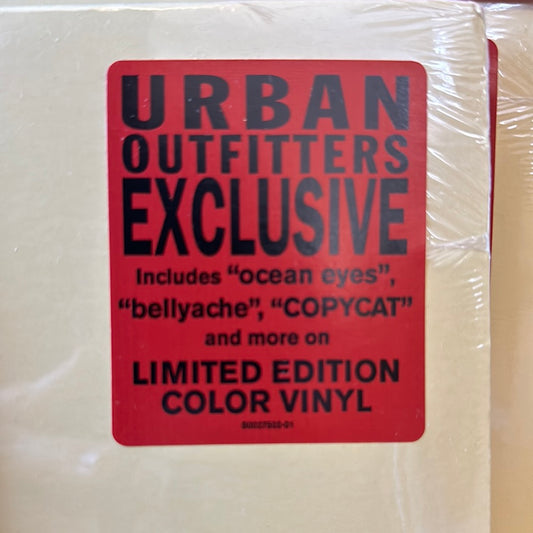 URBAN
OUTFITTERS
EXCLUSIVE
Includes “ocean eyes”,
“bellyache”, “COPYCAT”
and more on
LIMITED EDITION
COLOR VINYL